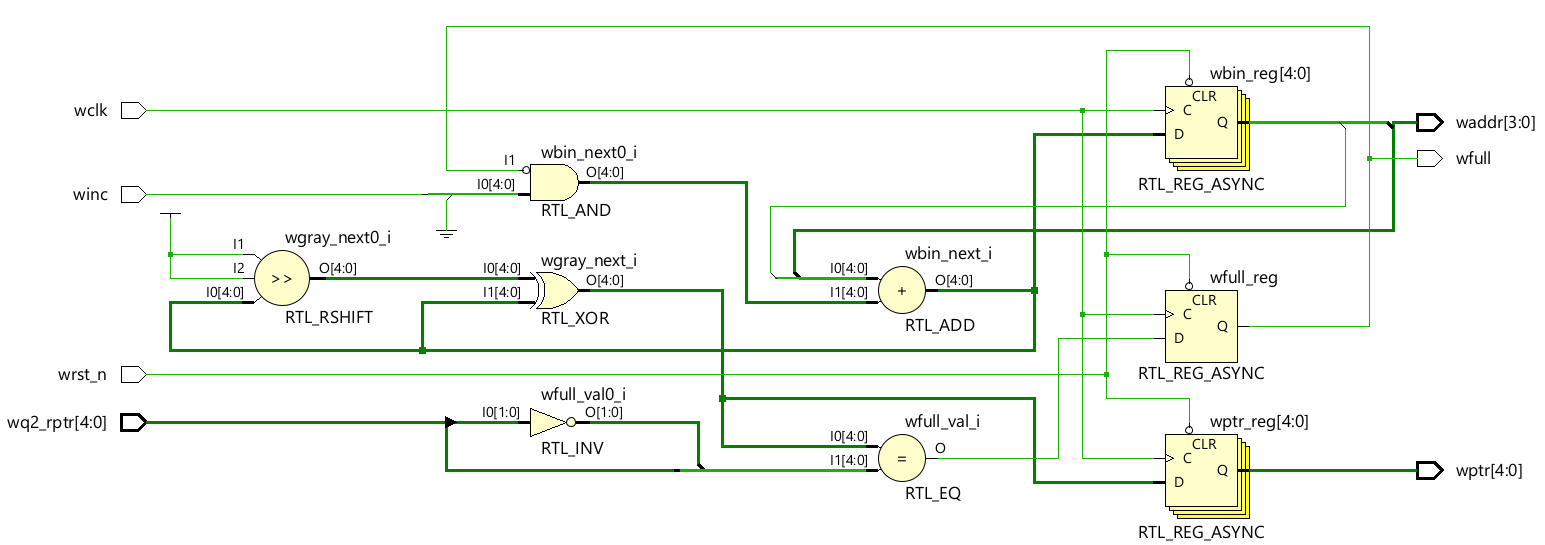 wbin_reg[4:0]
CLR
wclk
C
Q
waddr[3:0]
D
wfull
wbin_next0_i
I1
O[4:0]
I0[4:0]
RTL_REG_ASYNC
winc
RTL_AND
wgray_next0_i
I1
I2
O[4:0]
I0[4:0]
>>
RTL_RSHIFT
wgray_next_i
I0[4:0]
O[4:0]
I1[4:0]
RTL_XOR
wbin_next_i
I0[4:0]
O[4:0]
I1[4:0]
+
RTL_ADD
wfull_reg
CLR
C
Q
D
RTL_REG_ASYNC
wrst_n
wq2_rptr[4:0]
wfull_val0_i
I0[1:0]
O[1:0]
RTL_INV
wfull_val_i
I0[4:0]
O
I1[4:0]
=
RTL_EQ
wptr_reg[4:0]
CLR
C
Q
D
RTL_REG_ASYNC
wptr[4:0]